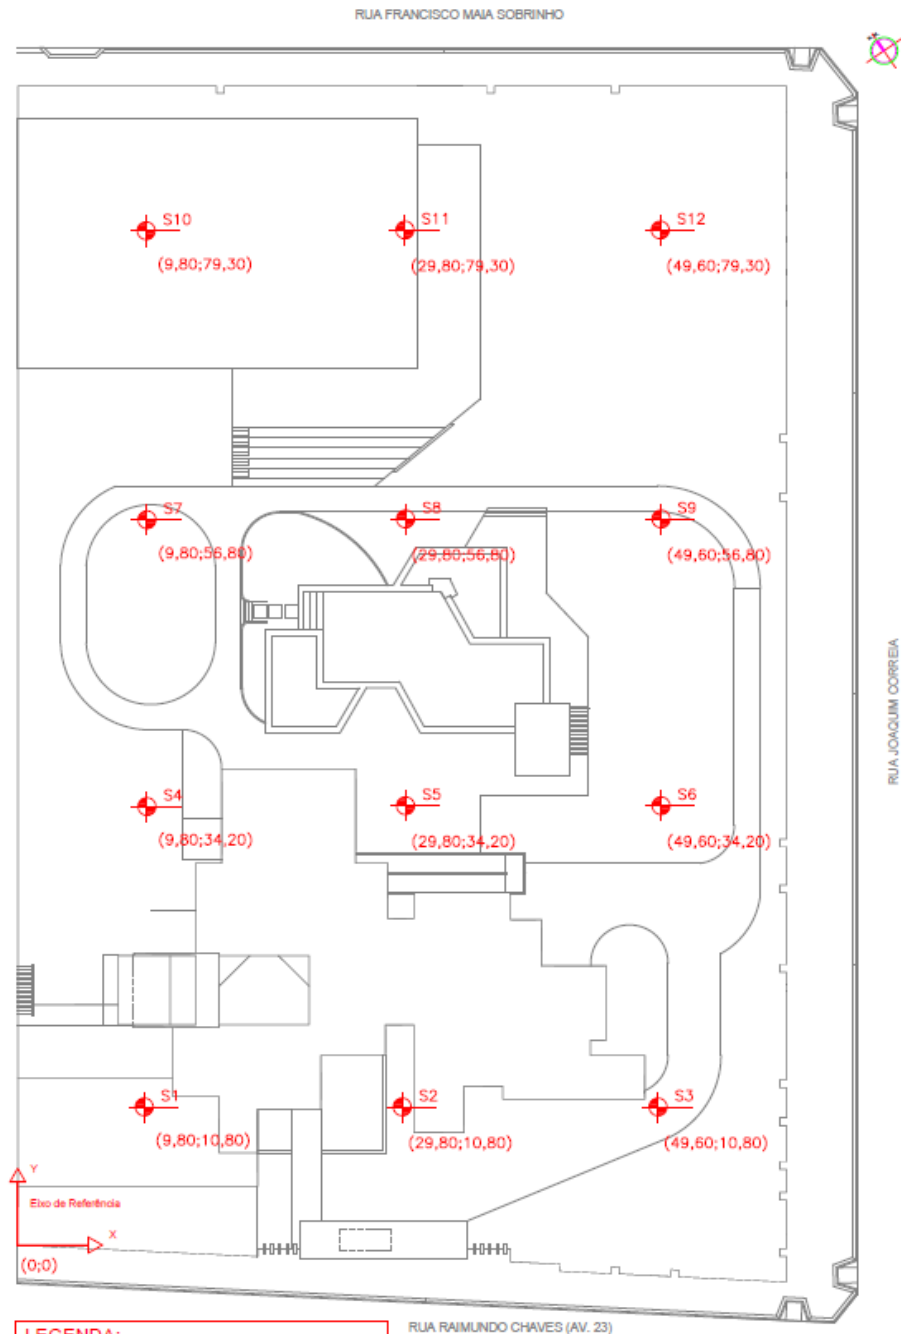 RUA FRANCISCO MAIA SOBRINHO
S10
(9,80;79,30)
S11
(29,80;79,30)
S12
(49,60;79,30)
S7
(9,80;56,80)
S8
(29,80;56,80)
S9
(49,60;56,80)
RUA JOAQUIM CORREIA
S4
(9,80;34,20)
S5
(29,80;34,20)
S6
(49,60;34,20)
S1
(9,80;10,80)
S2
(29,80;10,80)
S3
(49,60;10,80)
Y
Eixo de Referência
X
(0;0)
LEGENDA:
RUA RAIMUNDO CHAVES (AV. 23)